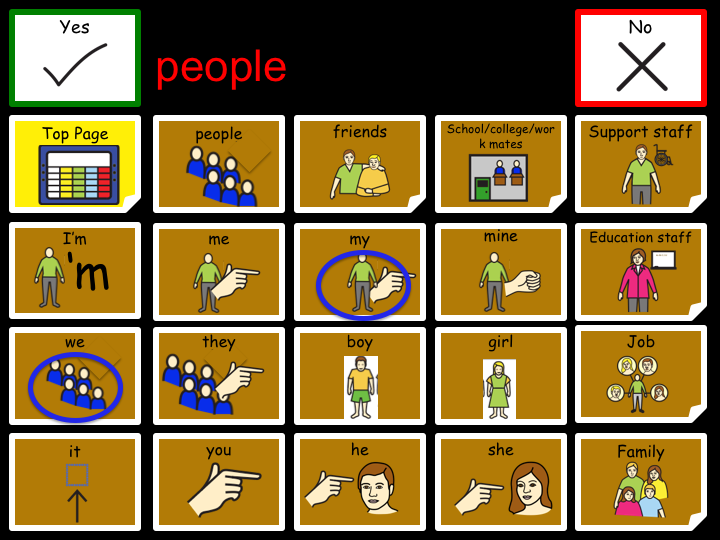 Yes
people
No
Top Page
people
friends
School/college/wor
k mates
Support staff
I'm
'm
me
my
mine
Education staff
we
they
boy
girl
Job
it
you
he
she
Family